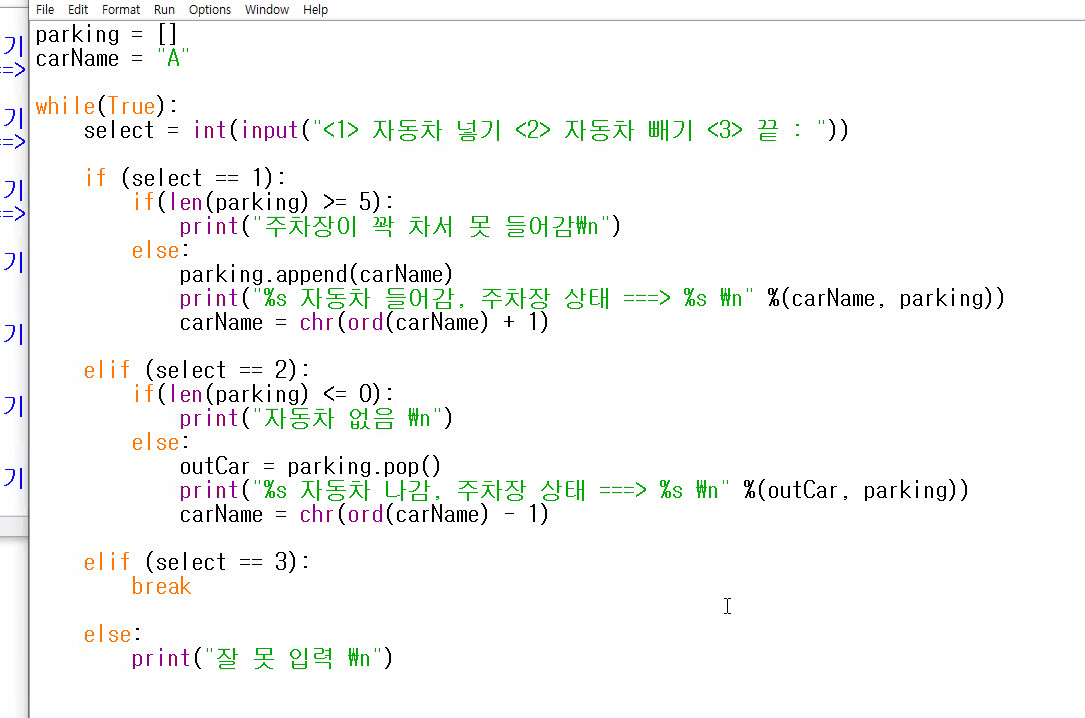 File Edit Format Run Options Window Help
parking = []
carName = "A"
while(True):
    select = int(input("<1> 자동차 넣기 <2> 자동차 빼기 <3> 끝 : "))
    if (select == 1):
        if(len(parking) >= 5):
            print("주차장이 꽉 차서 못 들어감₩n")
        else:
            parking.append(carName)
            print("%s 자동차 들어감, 주차장 상태 ===> %s ₩n" %(carName, parking))
            carName = chr(ord(carName) + 1)
    elif (select == 2):
        if(len(parking) <= 0):
            print("자동차 없음 ₩n")
        else:
            outCar = parking.pop()
            print("%s 자동차 나감, 주차장 상태 ===> %s ₩n" %(outCar, parking))
            carName = chr(ord(carName) - 1)
    elif (select == 3):
        break
    else:
        print("잘 못 입력 ₩n")
기
=>
기
=>
기
=>
기
기
기
기